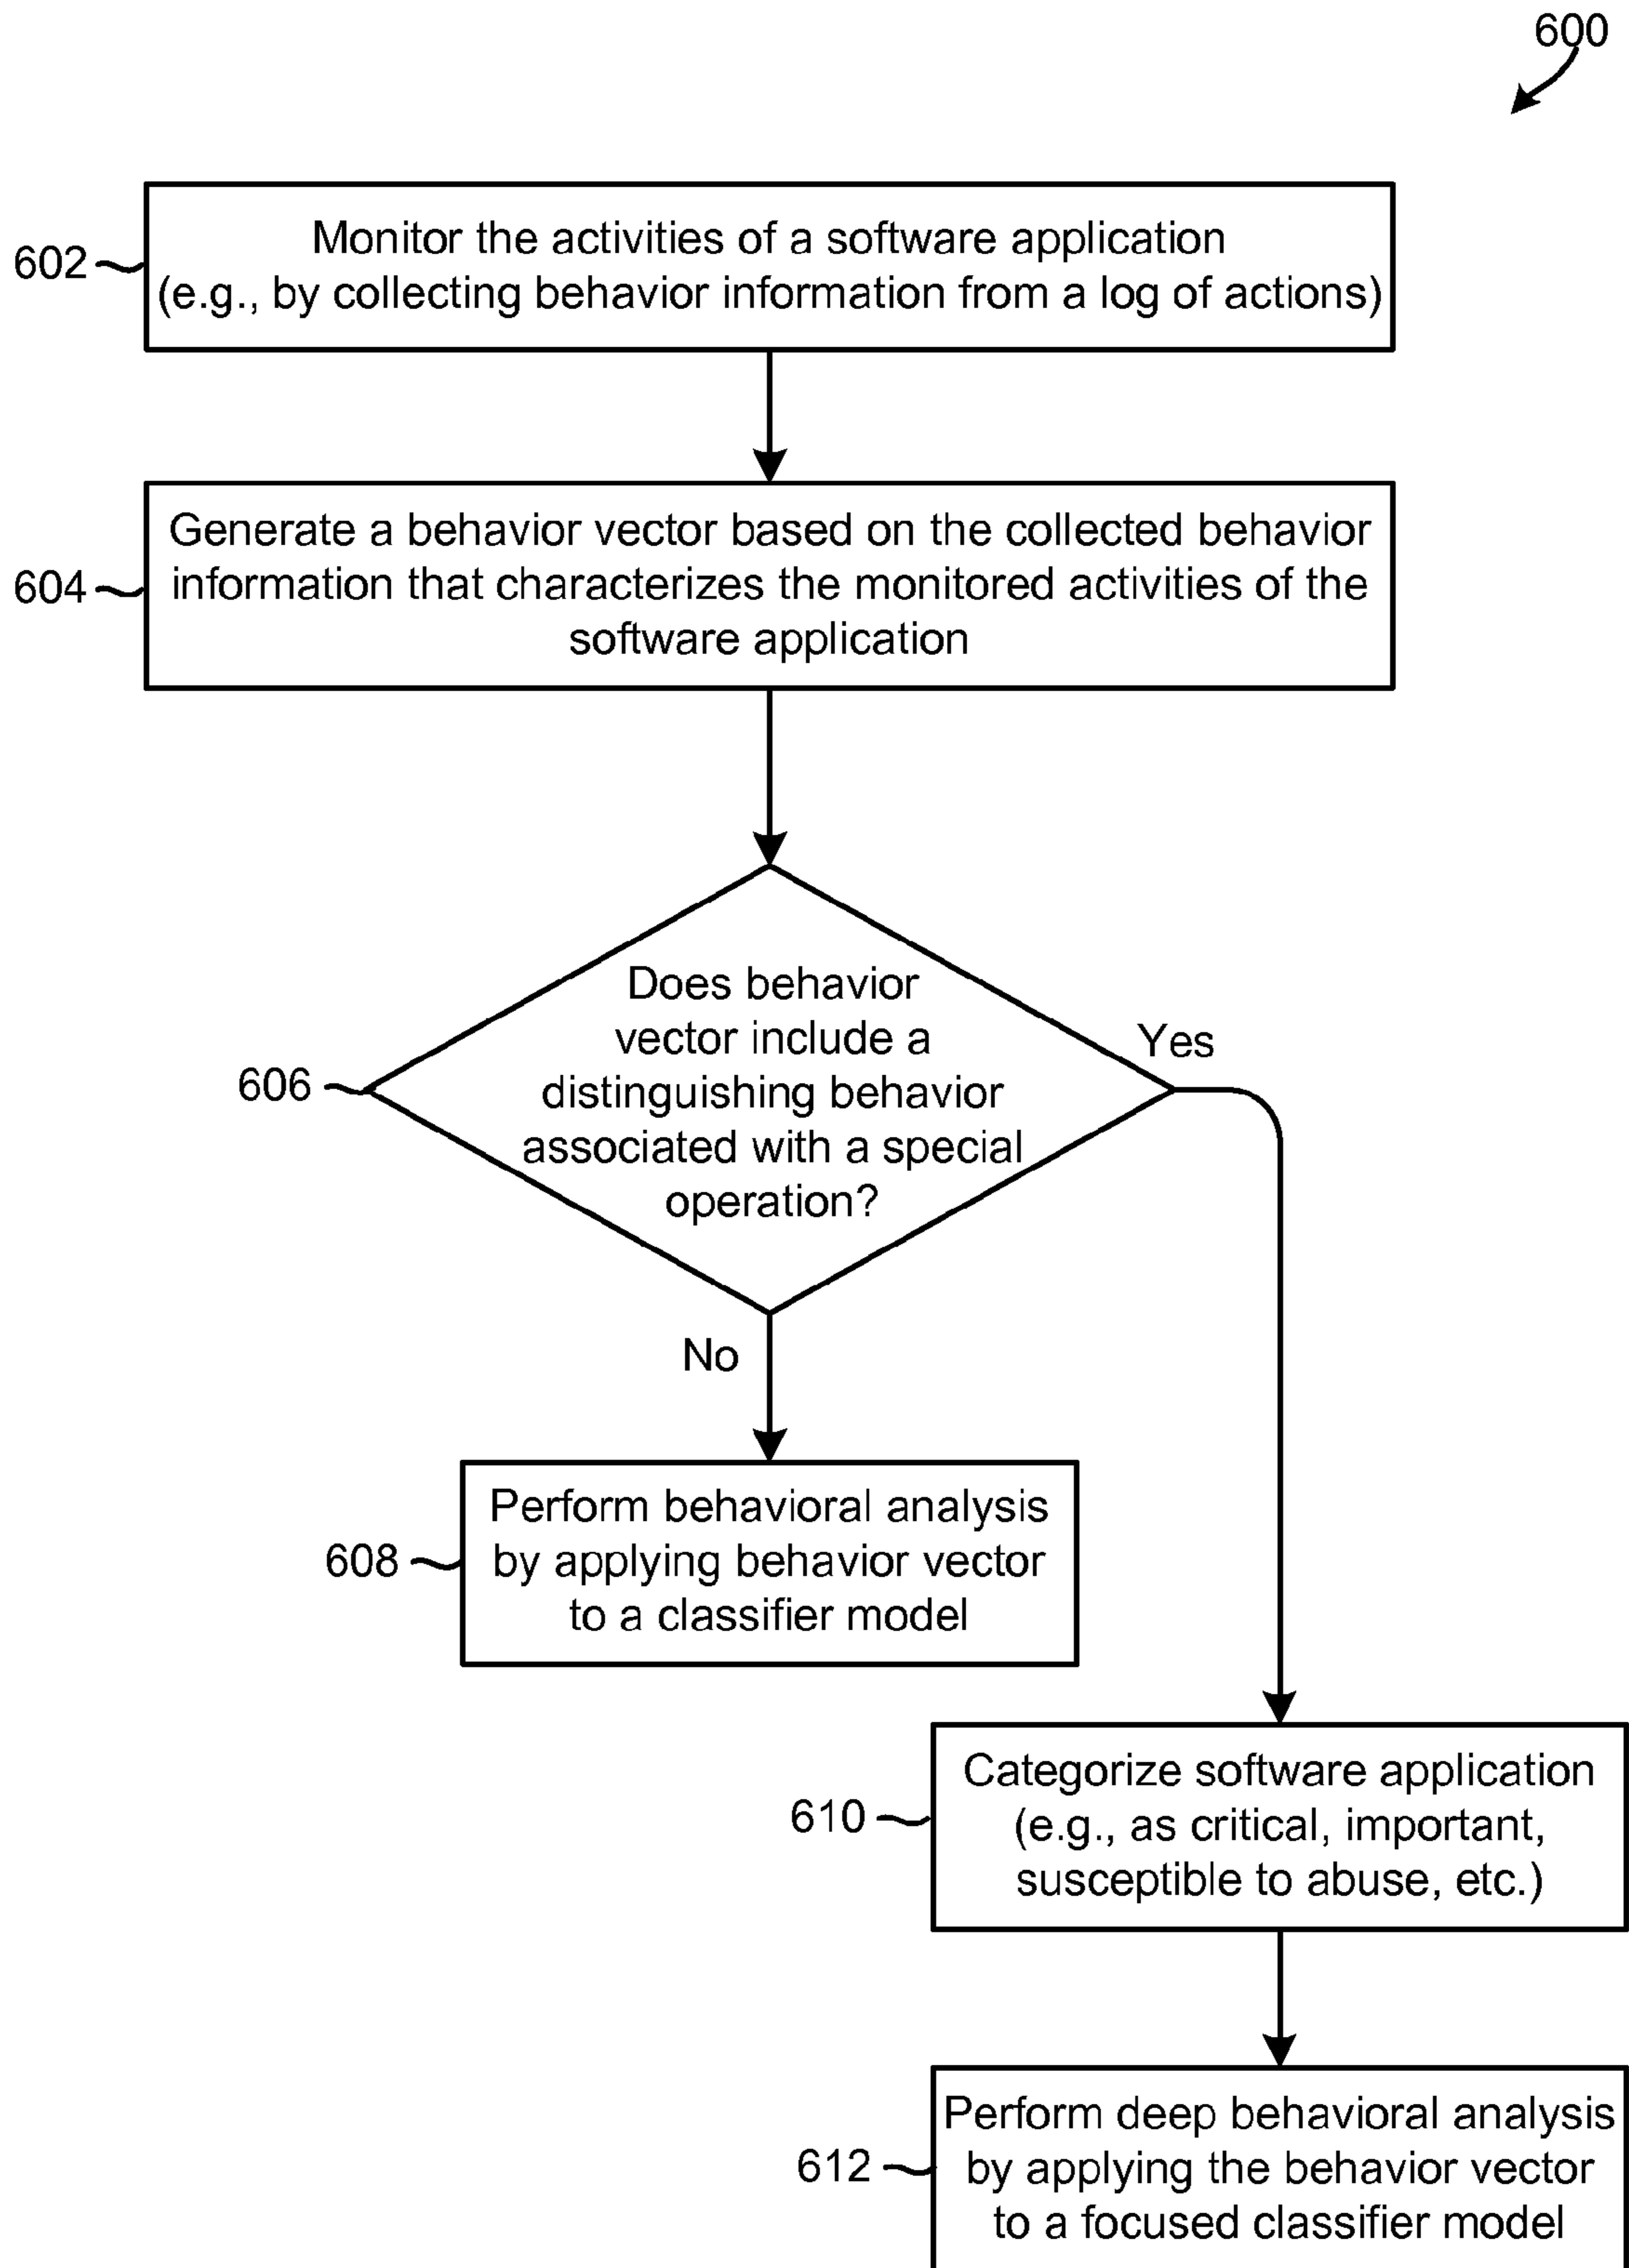 600
602
Monitor the activities of a software application
(e.g., by collecting behavior information from a log of actions)
604
Generate a behavior vector based on the collected behavior
information that characterizes the monitored activities of the
software application
606
Does behavior
vector include a
distinguishing behavior
associated with a special
operation?
Yes
No
608
Perform behavioral analysis
by applying behavior vector
to a classifier model
610
Categorize software application
(e.g., as critical, important,
susceptible to abuse, etc.)
612
Perform deep behavioral analysis
by applying the behavior vector
to a focused classifier model